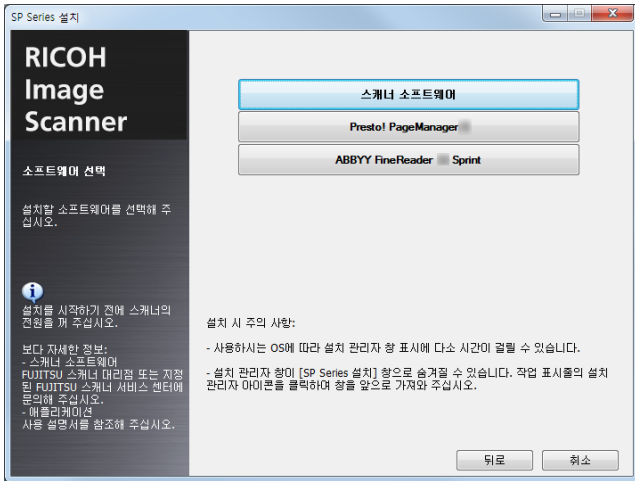 SP Series 설치
RICOH
Image
Scanner
소프트웨어 선택
설치할 소프트웨어를 선택해 주
십시오.
설치를 시작하기 전에 스캐너의
전원을 꺼 주십시오.
보다 자세한 정보:
- 스캐너 소프트웨어
FUJITSU 스캐너 대리점 또는 지정
된 FUJITSU 스캐너 서비스 센터에
문의해 주십시오.
- 애플리케이션
사용 설명서를 참조해 주십시오.
스캐너 소프트웨어
Presto! PageManager
ABBYY FineReader Sprint
설치 시 주의 사항:
- 사용하시는 OS에 따라 설치 관리자 창 표시에 다소 시간이 걸릴 수 있습니다.
- 설치 관리자 창이 [SP Series 설치] 창으로 숨겨질 수 있습니다. 작업 표시줄의 설치
관리자 아이콘을 클릭하여 창을 앞으로 가져와 주십시오.
뒤로
취소